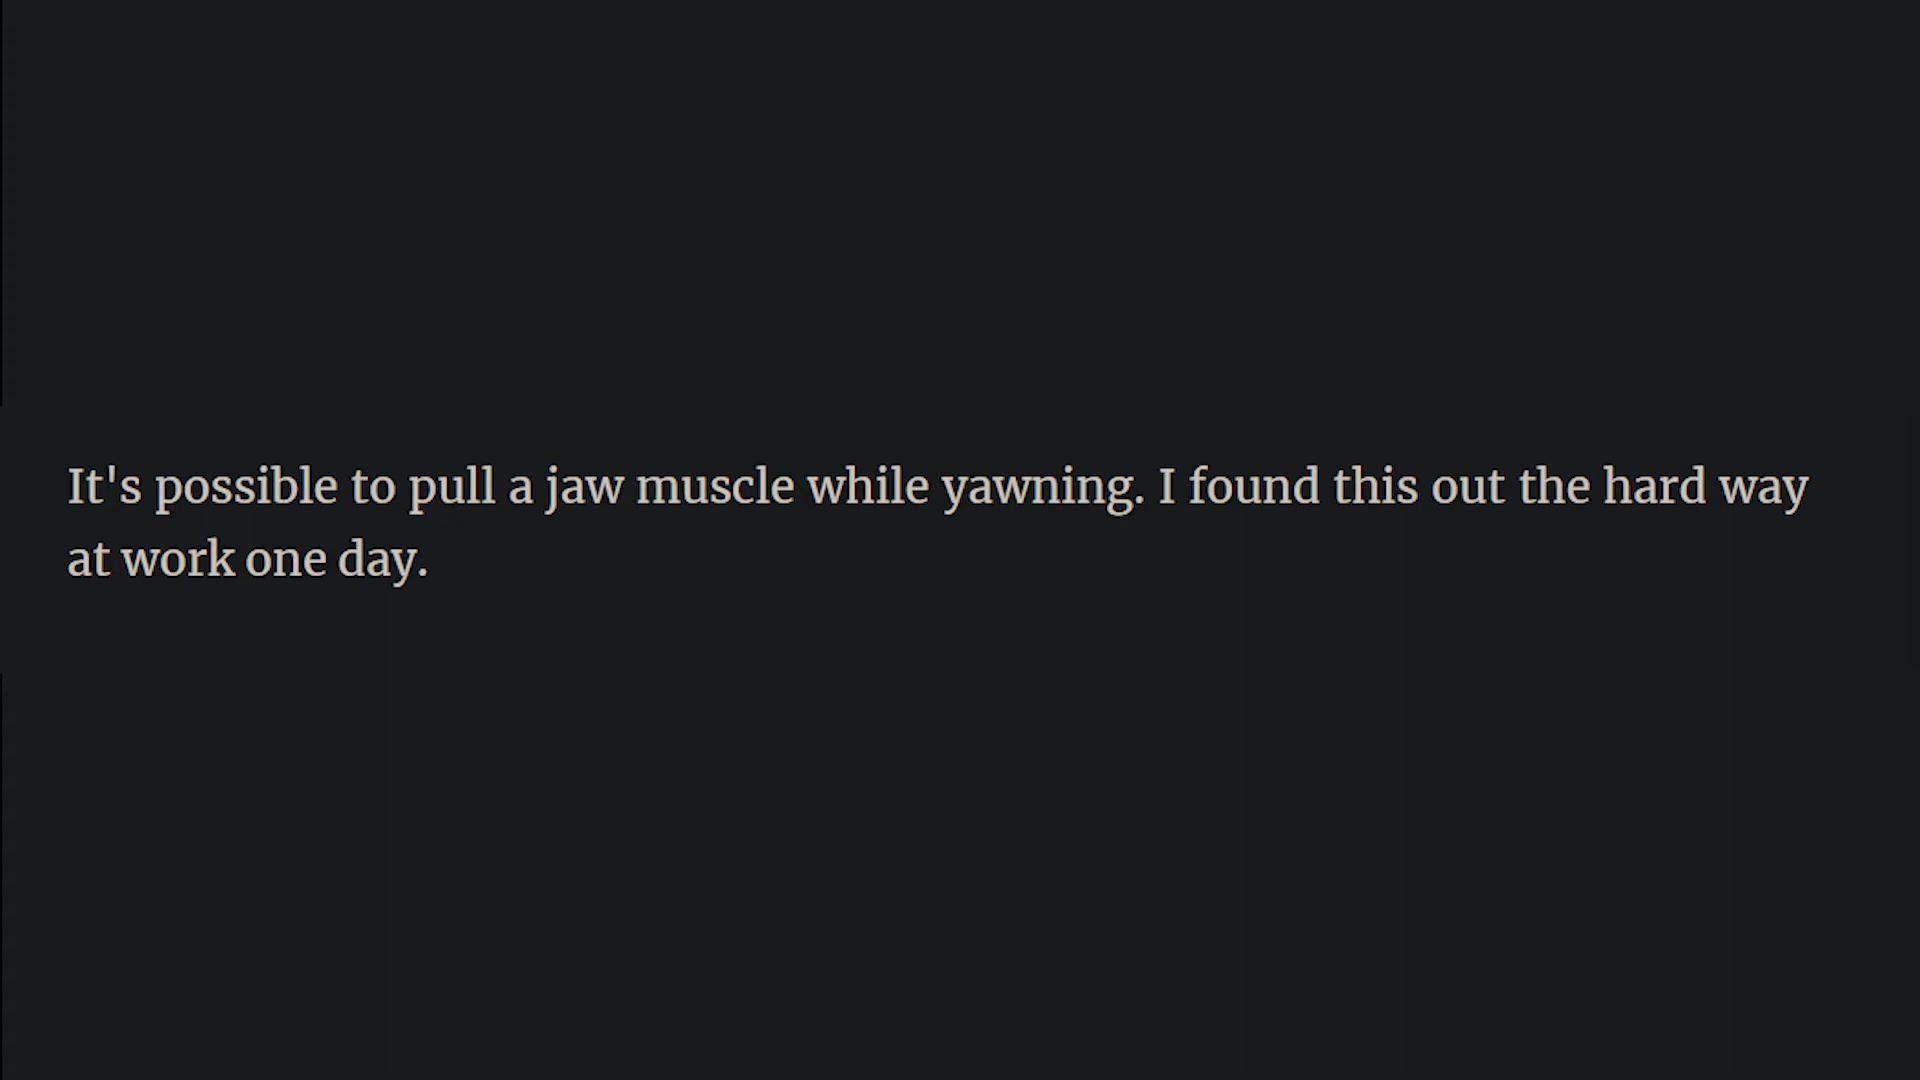 It's possible to pull a jaw muscle while yawning. I found this out the hard way
at work one day.